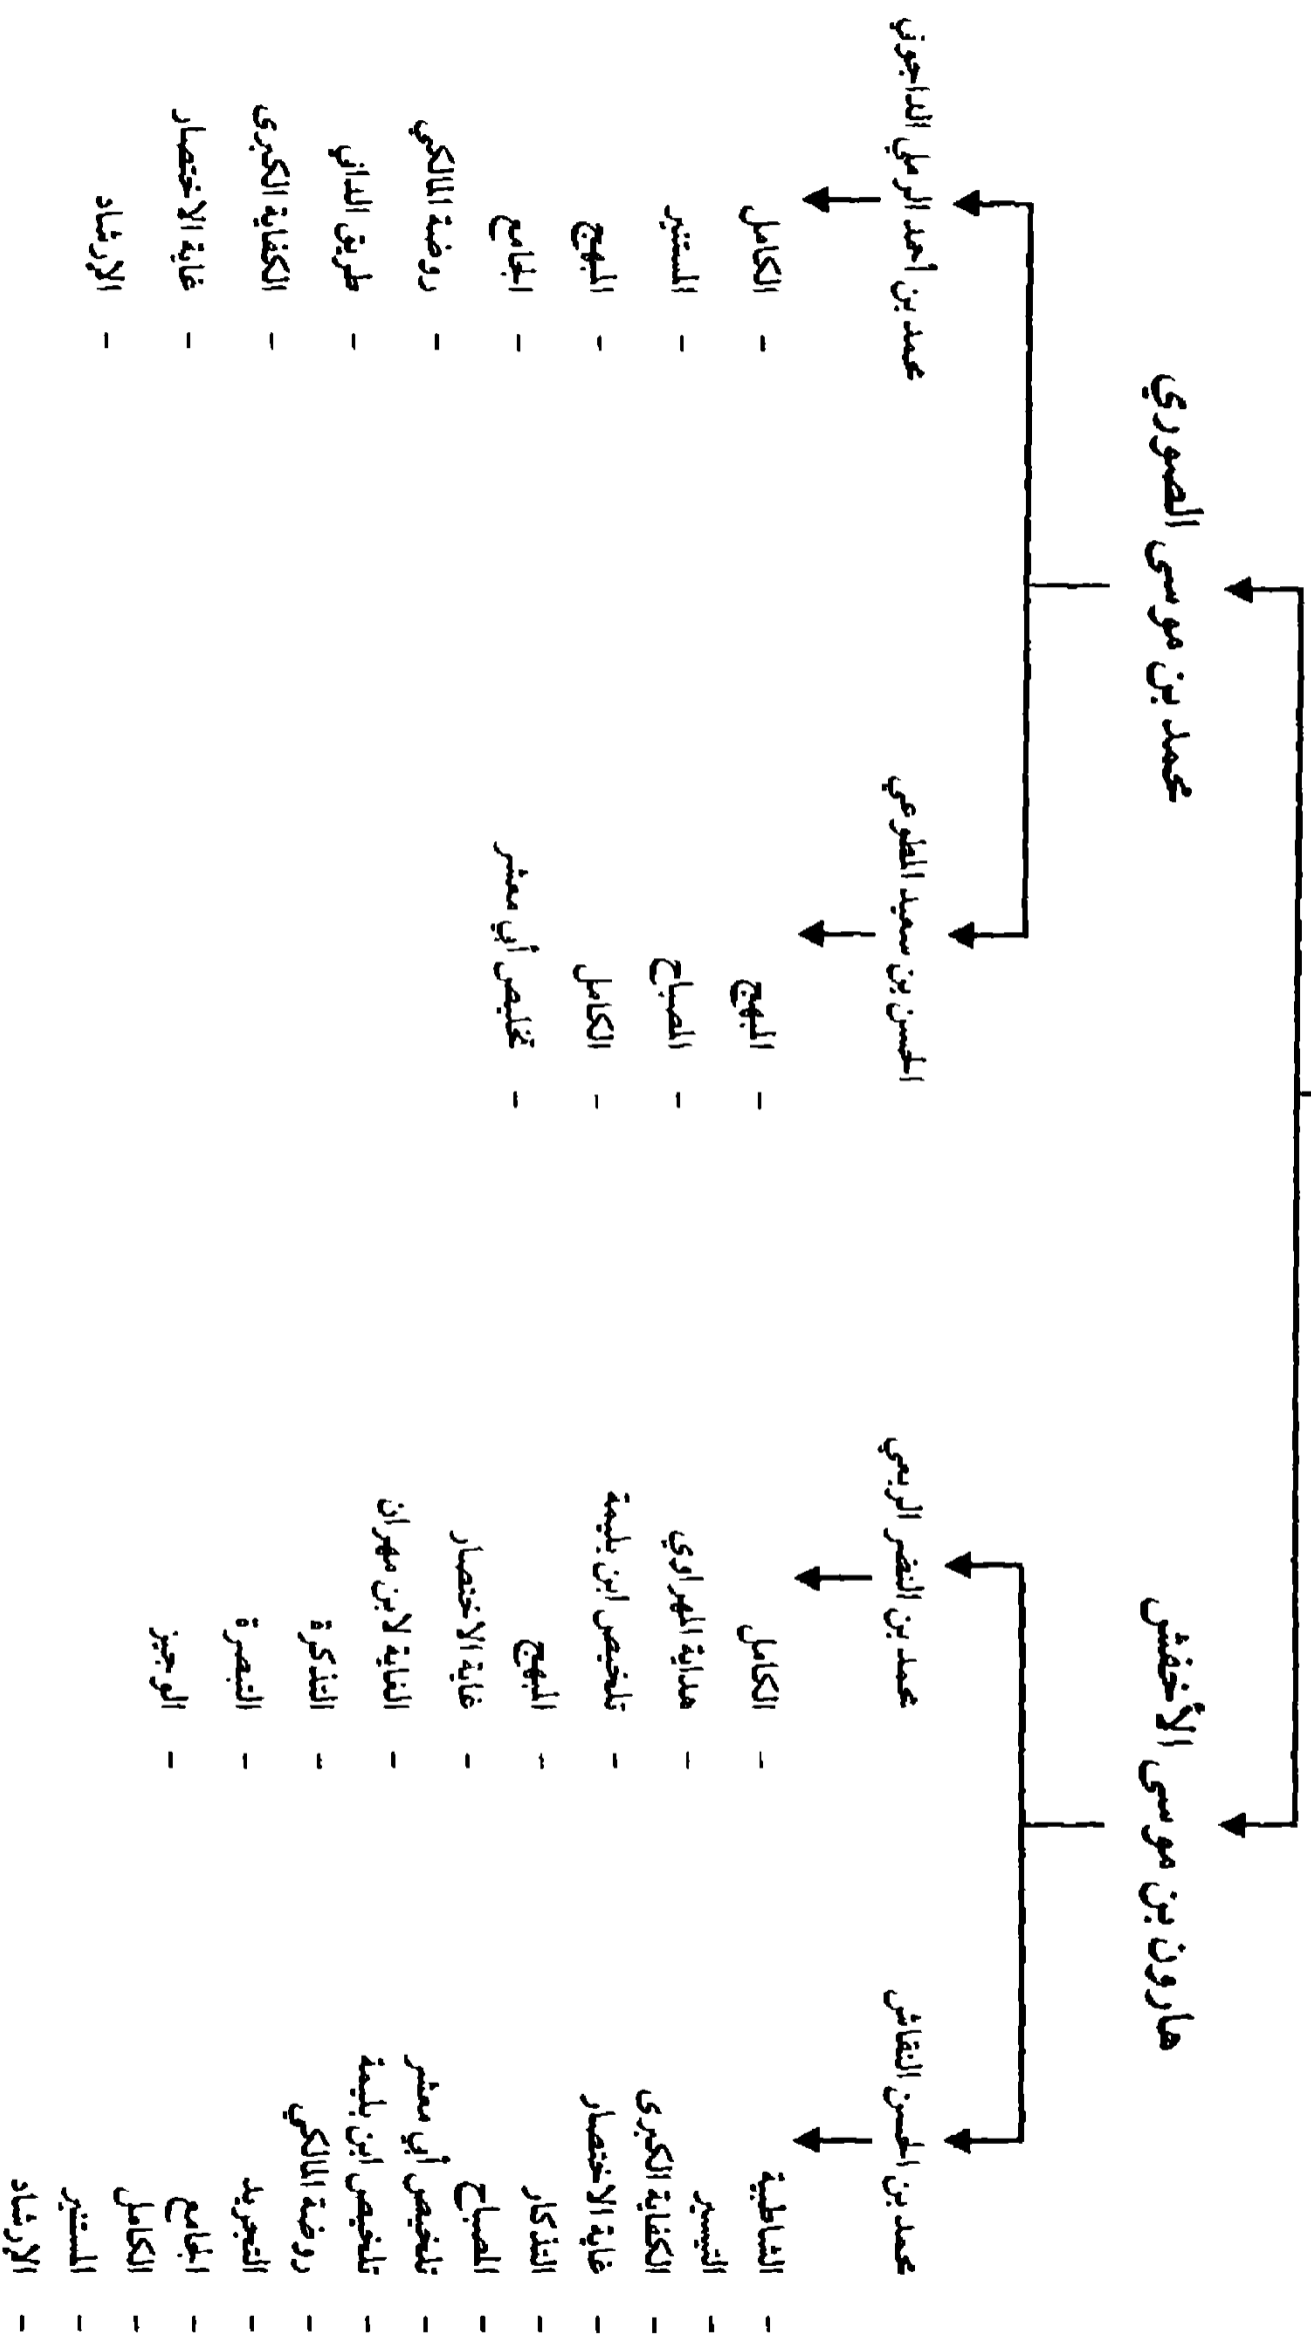 هارون بن موسى الأخفش
محمد بن موسى الصوري
محمد بن الحسن النقاش
- الشاطبية
- التيسير
- الكفاية الكبرى
- غاية الاختصار
- التذكار
- المصباح
- تلخيص أبي معشر
- تلخيص ابن بليمة
- روضة المالكي
- التجريد
- الجامع
- الكامل
- المستنير
- الإرشاد
محمد بن النضر الربعي
- الكامل
- هداية المهراوي
- تلخيص ابن بليمة
- المبهج
- غاية الاختصار
- الغاية لابن مهران
- التذكرة
- التبصرة
- الوجيز
الحسن بن سعيد المطوعي
- المبهج
- المصباح
- الكامل
- تخليص أبي معشر
محمد بن أحمد الرملي الداجوني
- الكامل
- المستنير
- المبهج
- الجامع
- روضة المالكي
- طريق الداني
- الكفاية الكبرى
- غاية الاختصار
- الإرشاد